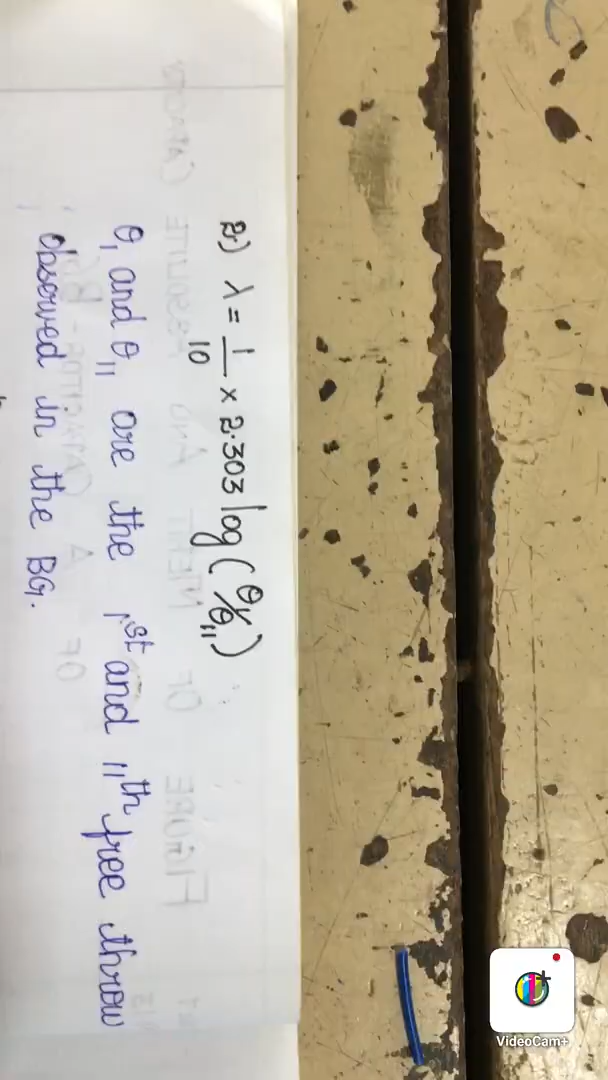 2.) λ = 1/10 × 2.303 log (θ₁/θ₁₁)
θ₁ and θ₁₁ are the 1st and 11th free throw
observed in the BG.
VideoCam+